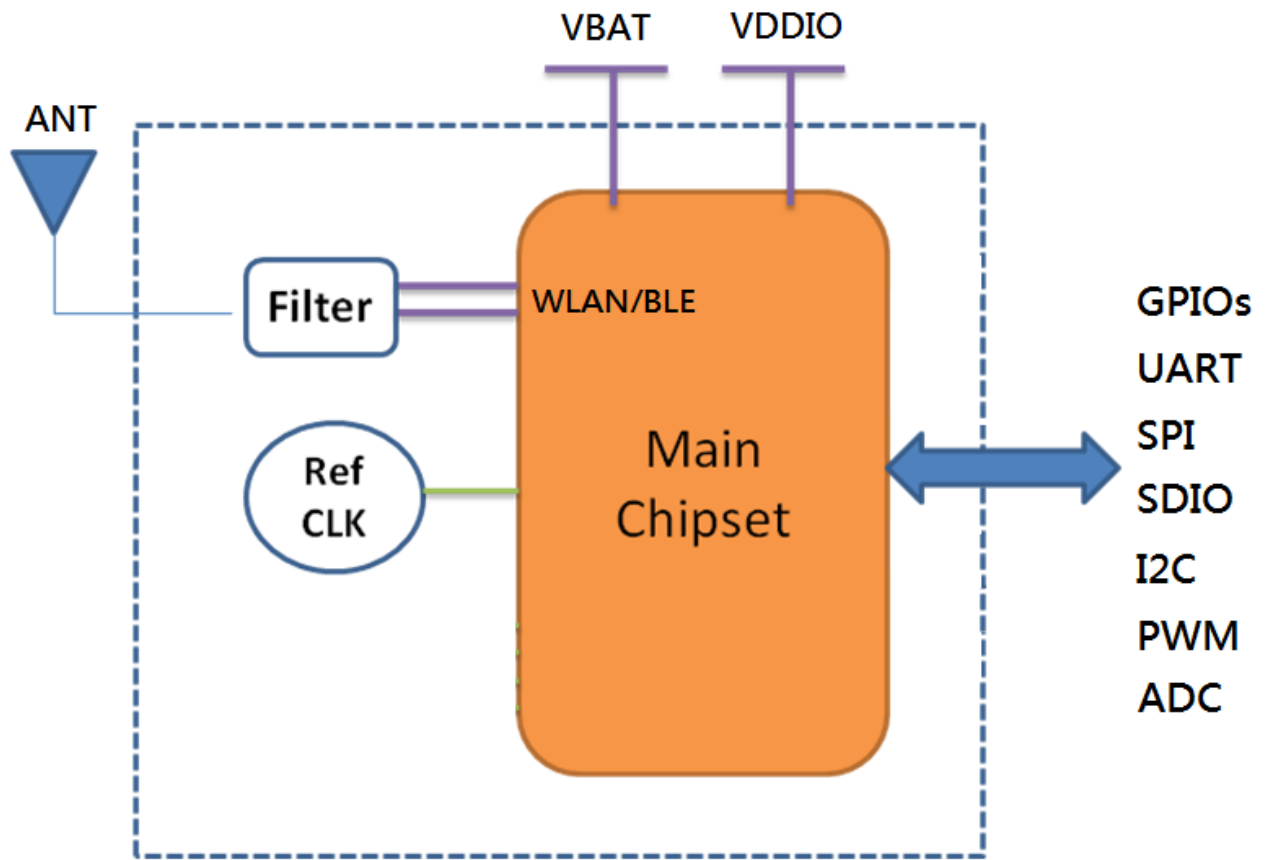 VBAT
VDDIO
ANT
Filter
WLAN/BLE
Ref
CLK
Main
Chipset
GPIOs
UART
SPI
SDIO
I2C
PWM
ADC